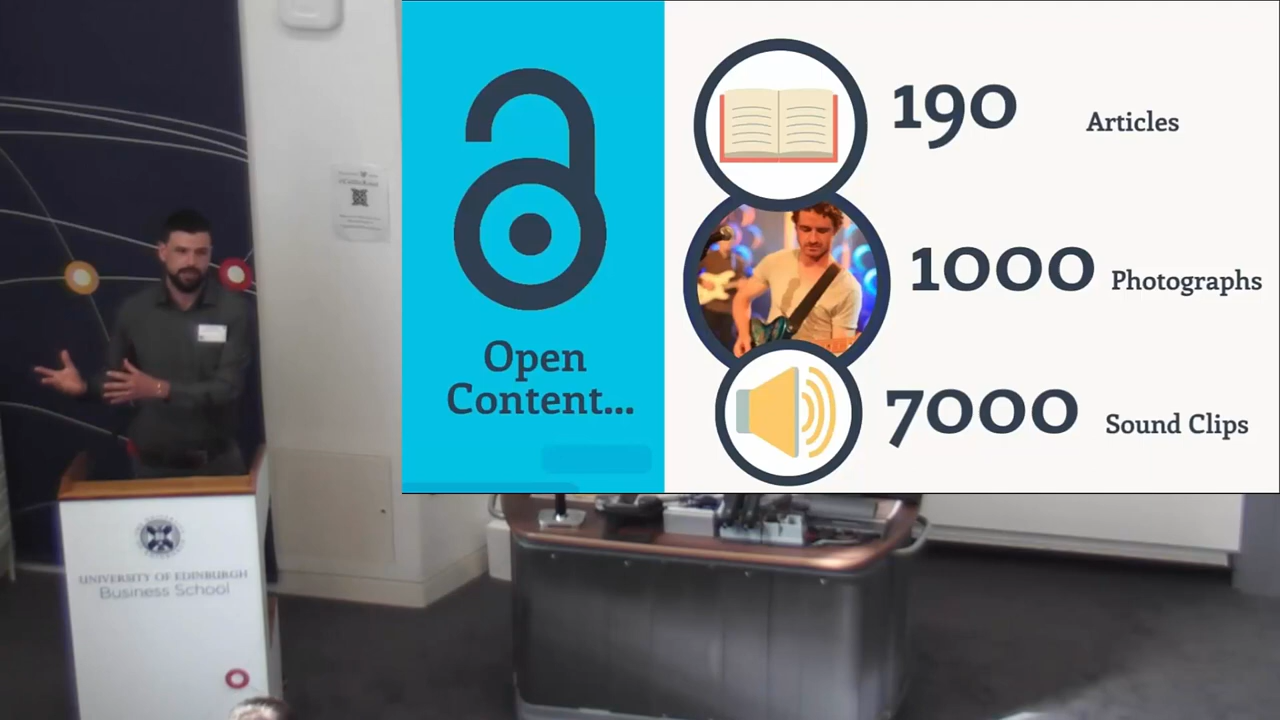 Open
Content...
190 Articles
1000 Photographs
7000 Sound Clips
UNIVERSITY OF EDINBURGH
Business School